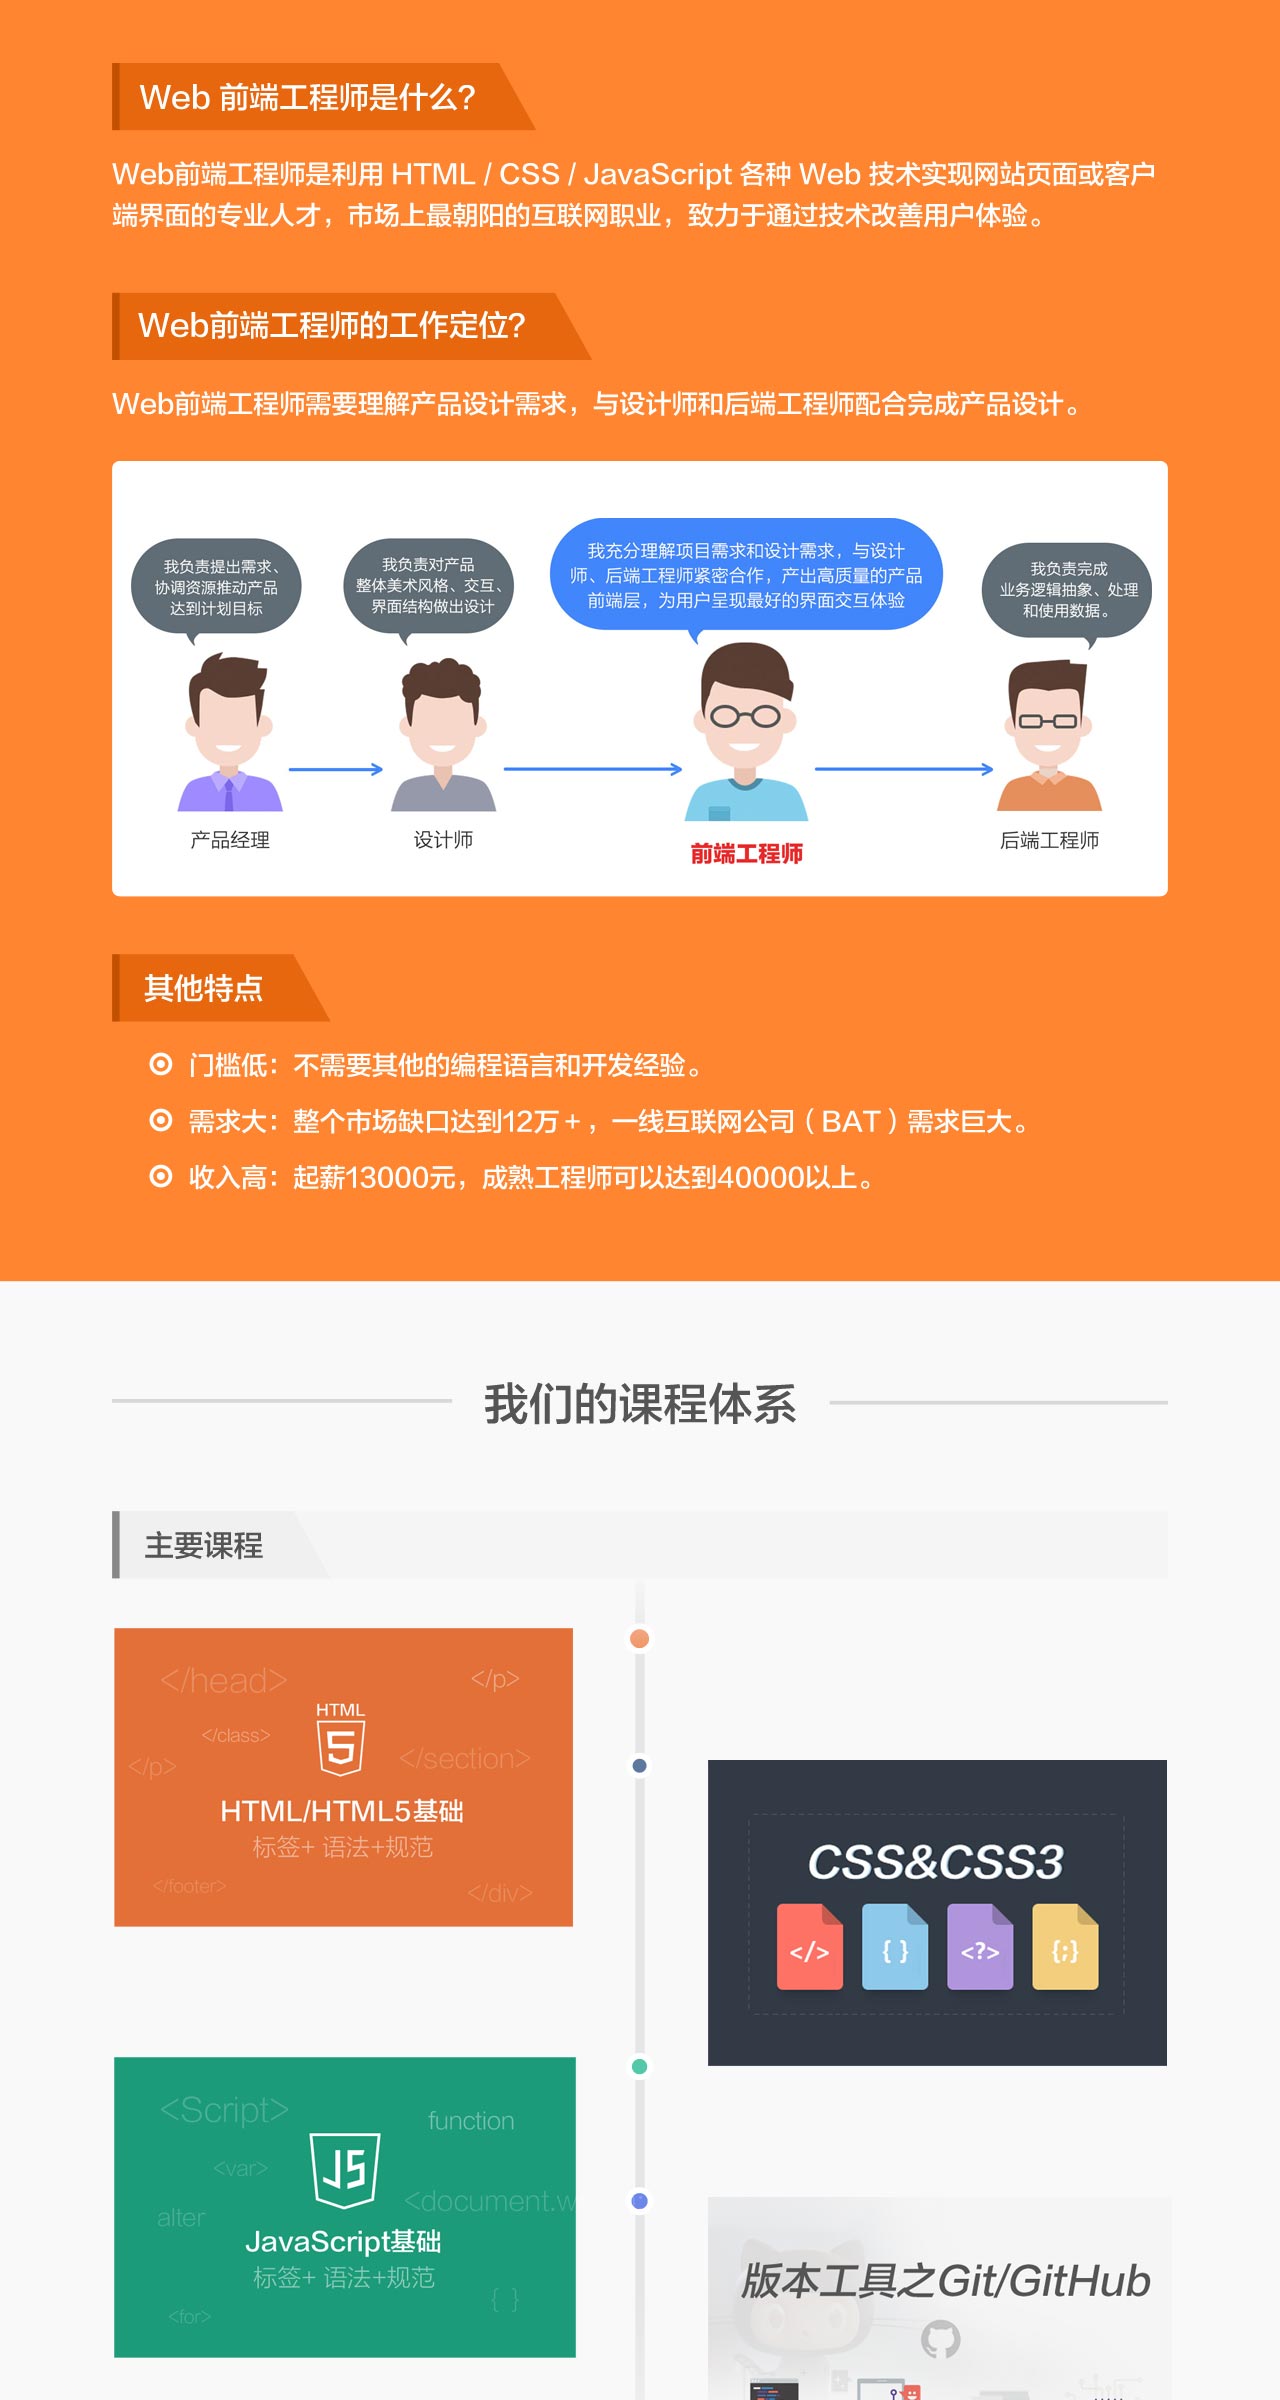 Web 前端工程师是什么?
Web前端工程师是利用 HTML / CSS / JavaScript 各种 Web 技术实现网站页面或客户
端界面的专业人才，市场上最朝阳的互联网职业，致力于通过技术改善用户体验。
Web前端工程师的工作定位?
Web前端工程师需要理解产品设计需求，与设计师和后端工程师配合完成产品设计。
我负责提出需求、
协调资源推动产品
达到计划目标
我负责对产品
整体美术风格、交互、
界面结构做出设计
我充分理解项目需求和设计需求，与设计
师、后端工程师紧密合作，产出高质量的产品
前端层，为用户呈现最好的界面交互体验
我负责完成
业务逻辑抽象、处理
和使用数据。
产品经理
设计师
前端工程师
后端工程师
其他特点
门槛低：不需要其他的编程语言和开发经验。
需求大：整个市场缺口达到12万+，一线互联网公司（BAT）需求巨大。
收入高：起薪13000元，成熟工程师可以达到40000以上。
我们的课程体系
主要课程
</head>
</p>
HTML
5
</class>
</section>
</p>
HTML/HTML5基础
标签+ 语法+规范
</footer>
</div>
CSS&CSS3
</>
{ }
<?>
{;}
<Script>
function
JS
<var>
<document.w
alter
JavaScript基础
标签+ 语法+规范
{ }
<for>
版本工具之Git/GitHub